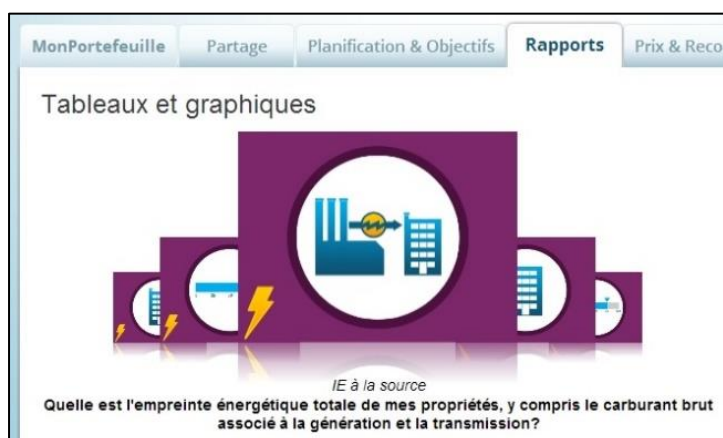 MonPortefeuille Partage Planification & Objectifs Rapports Prix & Reco
Tableaux et graphiques
IE à la source
Quelle est l'empreinte énergétique totale de mes propriétés, y compris le carburant brut
associé à la génération et la transmission?